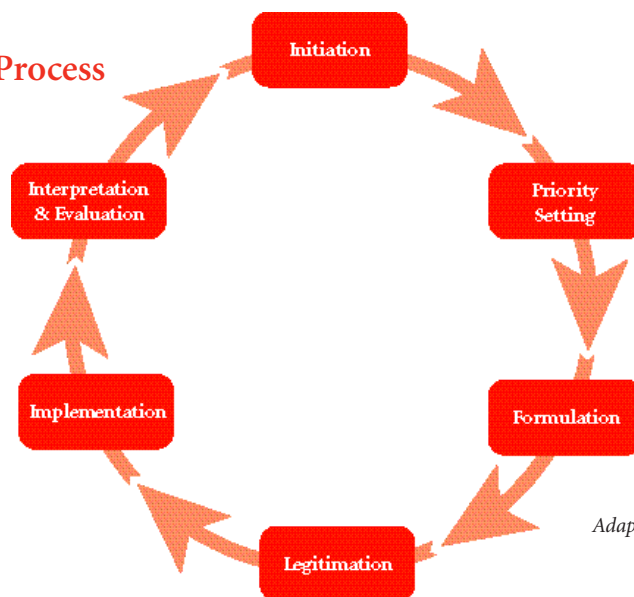 Process
Initiation
Priority
Setting
Formulation
Legitimation
Implementation
Interpretation
& Evaluation
Adap